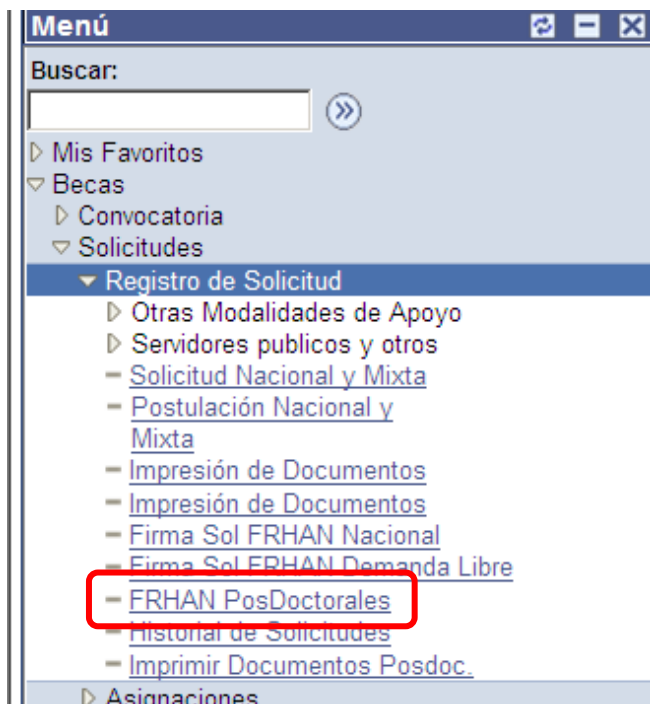 Menú
Buscar:
Mis Favoritos
Becas
Convocatoria
Solicitudes
Registro de Solicitud
Otras Modalidades de Apoyo
Servidores publicos y otros
Solicitud Nacional y Mixta
Postulación Nacional y
Mixta
Impresión de Documentos
Impresión de Documentos
Firma Sol FRHAN Nacional
Firma Sol FRHAN Demanda Libre
FRHAN PosDoctorales
Historial de Solicitudes
Imprimir Documentos Posdoc.
Asignaciones